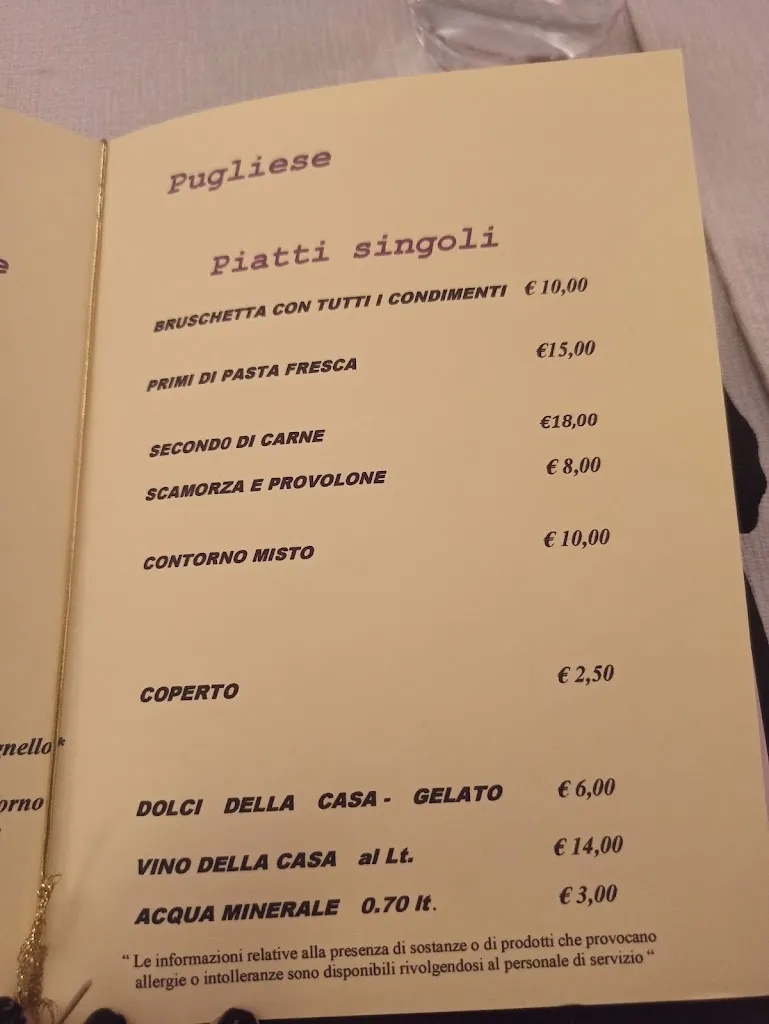 Pugliese
Piatti singoli
BRUSCHETTA CON TUTTI I CONDIMENTI € 10,00
PRIMI DI PASTA FRESCA €15,00
SECONDO DI CARNE €18,00
SCAMORZA E PROVOLONE € 8,00
CONTORNO MISTO € 10,00
COPERTO € 2,50
DOLCI DELLA CASA - GELATO € 6,00
VINO DELLA CASA al Lt. € 14,00
ACQUA MINERALE 0.70 lt. € 3,00
“ Le informazioni relative alla presenza di sostanze o di prodotti che provocano
allergie o intolleranze sono disponibili rivolgendosi al personale di servizio “